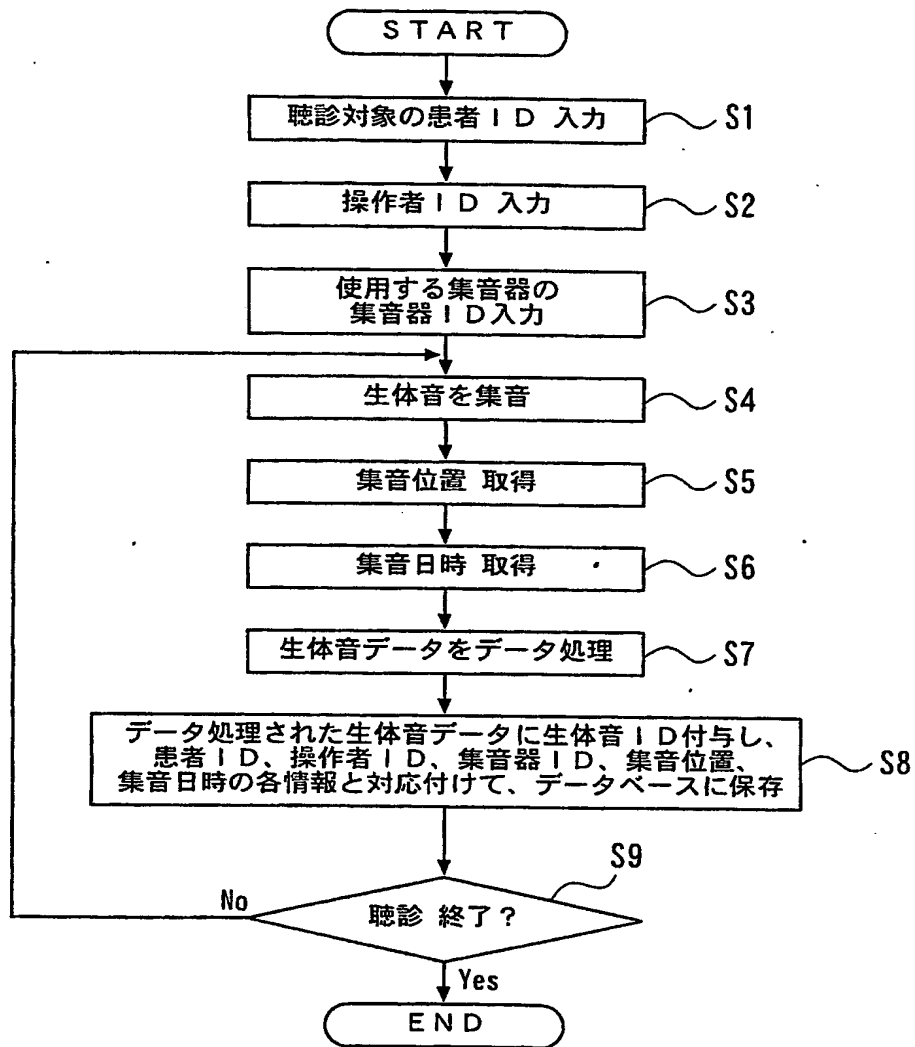 START
聴診対象の患者ID 入力
S1
操作者ID 入力
S2
使用する集音器の
集音器ID入力
S3
生体音を集音
S4
集音位置 取得
S5
集音日時 取得
S6
生体音データをデータ処理
S7
データ処理された生体音データに生体音ID付与し、
患者ID、操作者ID、集音器ID、集音位置、
集音日時の各情報と対応付けて、データベースに保存
S8
S9
No
聴診 終了?
Yes
END